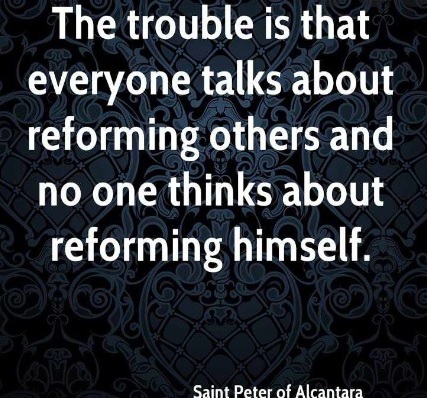 The trouble is that
everyone talks about
reforming others and
no one thinks about
reforming himself.
Saint Peter of Alcantara